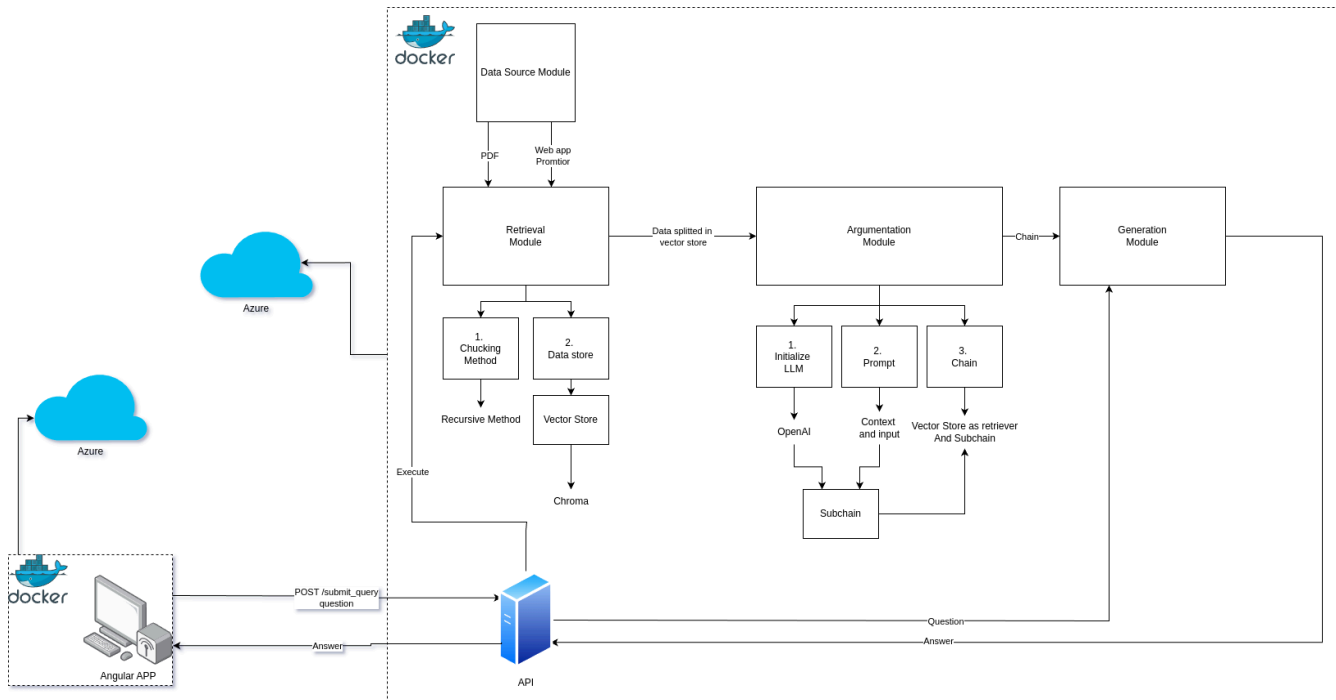 docker
Data Source Module
PDF
Web app
Promtior
Retrieval
Module
Data splitted in
vector store
Argumentation
Module
Chain
Generation
Module
Azure
1.
Chucking
Method
2.
Data store
1.
Initialize
LLM
2.
Prompt
3.
Chain
Recursive Method
Vector Store
OpenAI
Context
and input
Vector Store as retriever
And Subchain
Azure
Execute
Chroma
Subchain
docker
POST /submit_query
question
Question
Answer
Answer
Angular APP
API